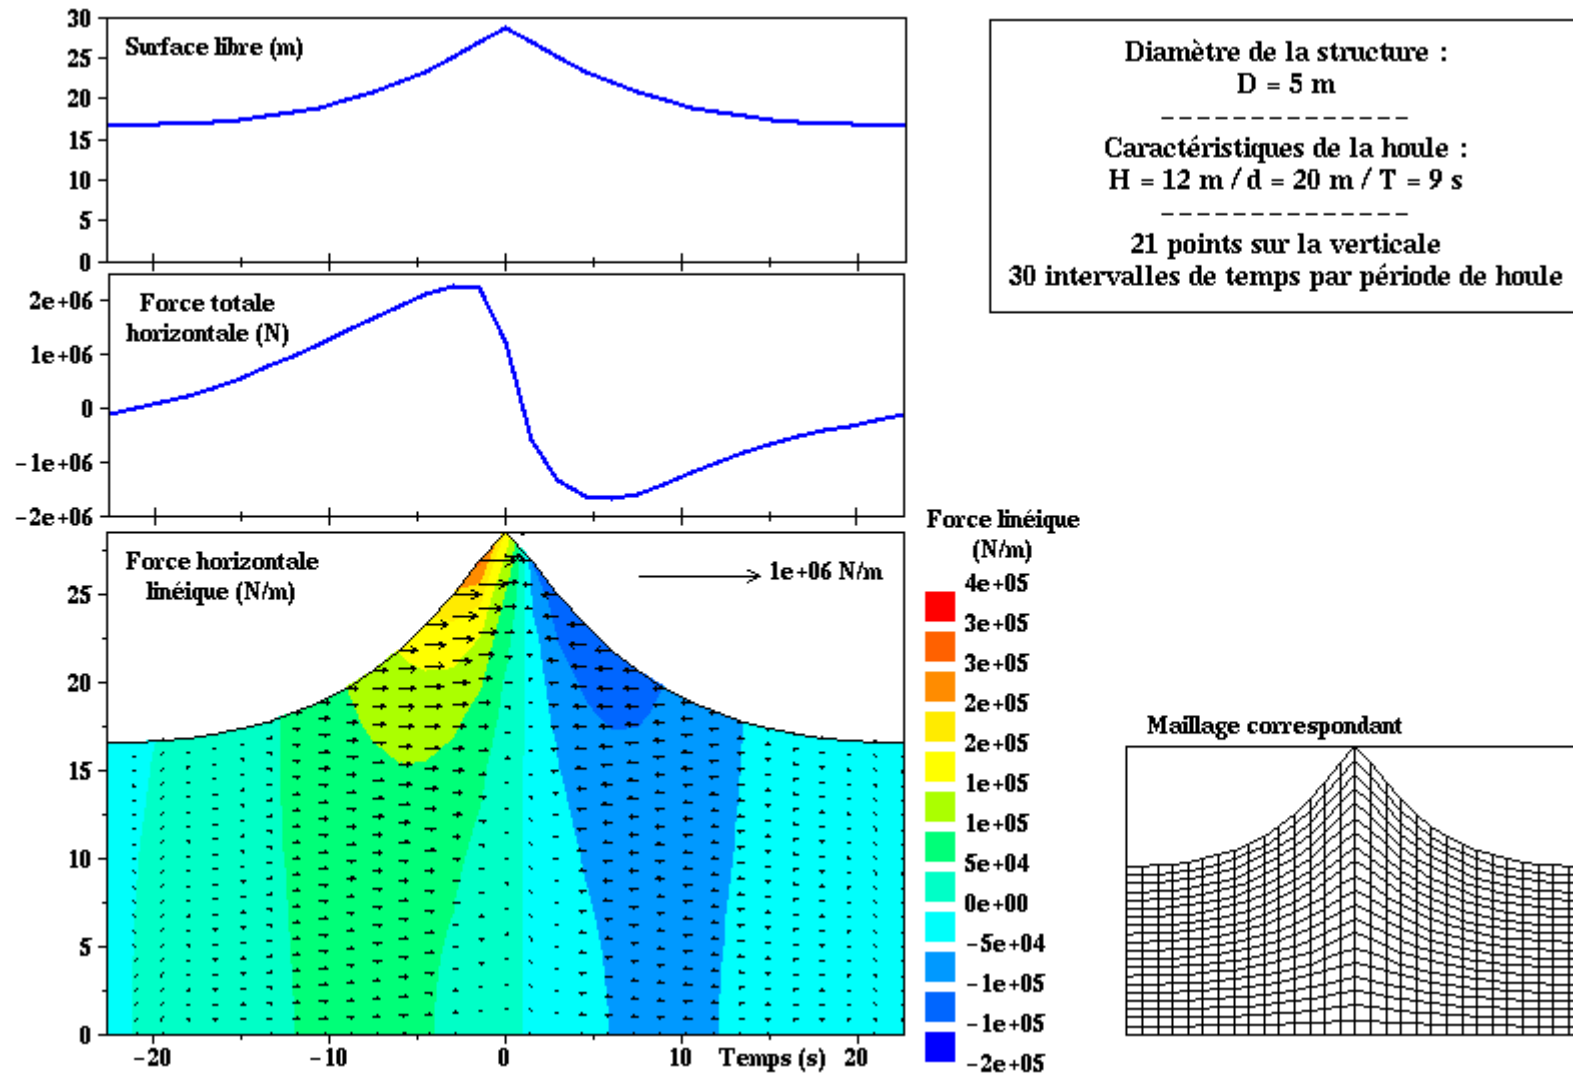 30
25
20
15
10
5
0
Surface libre (m)
2e+06
1e+06
0
−1e+06
−2e+06
Force totale
horizontale (N)
Force horizontale
linéique (N/m)
1e+06 N/m
25
20
15
10
5
0
−20
−10
0
10
20
Temps (s)
Force linéique
(N/m)
4e+05
3e+05
3e+05
2e+05
2e+05
1e+05
1e+05
5e+04
0e+00
−5e+04
−1e+05
−1e+05
−2e+05
Diamètre de la structure :
D = 5 m
Caractéristiques de la houle :
H = 12 m / d = 20 m / T = 9 s
21 points sur la verticale
30 intervalles de temps par période de houle
Maillage correspondant